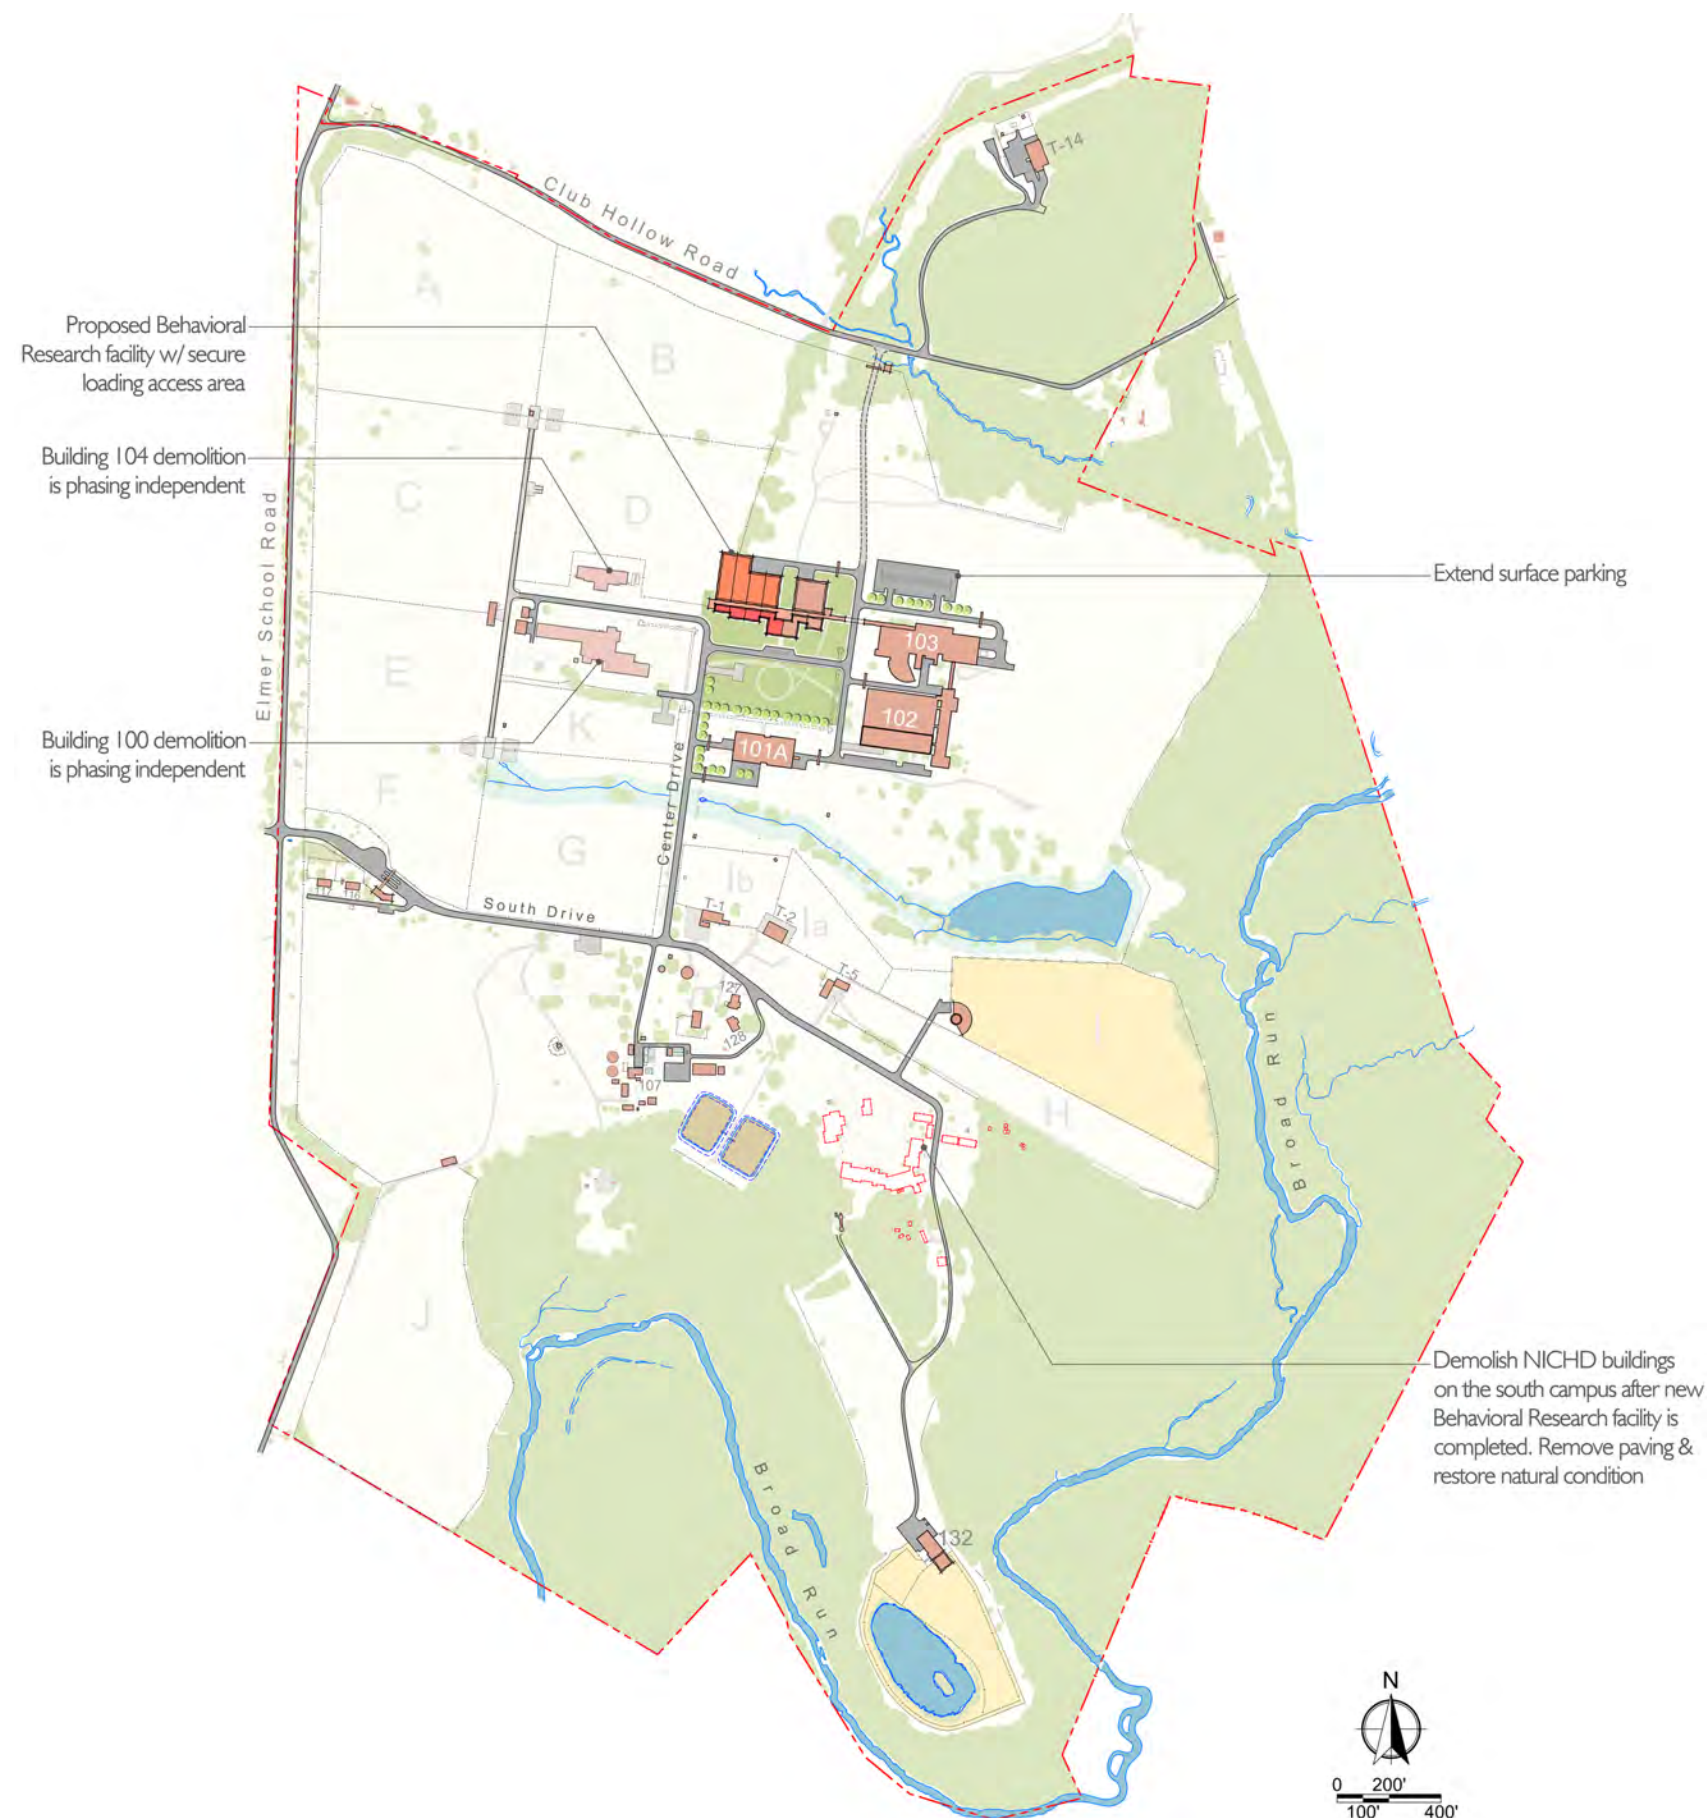 T-14
Club Hollow Road
A
Proposed Behavioral
Research facility w/ secure
loading access area
B
Building 104 demolition
is phasing independent
C
D
Elmer School Road
Extend surface parking
103
E
K
102
101A
Building 100 demolition
is phasing independent
F
Center Drive
G
Ib
T-1
T-2
Ia
South Drive
T-5
127
128
107
I
H
Broad Run
J
Demolish NICHD buildings
on the south campus after new
Behavioral Research facility is
completed. Remove paving &
restore natural condition
Broad Run
132
N
0 200'
100' 400'